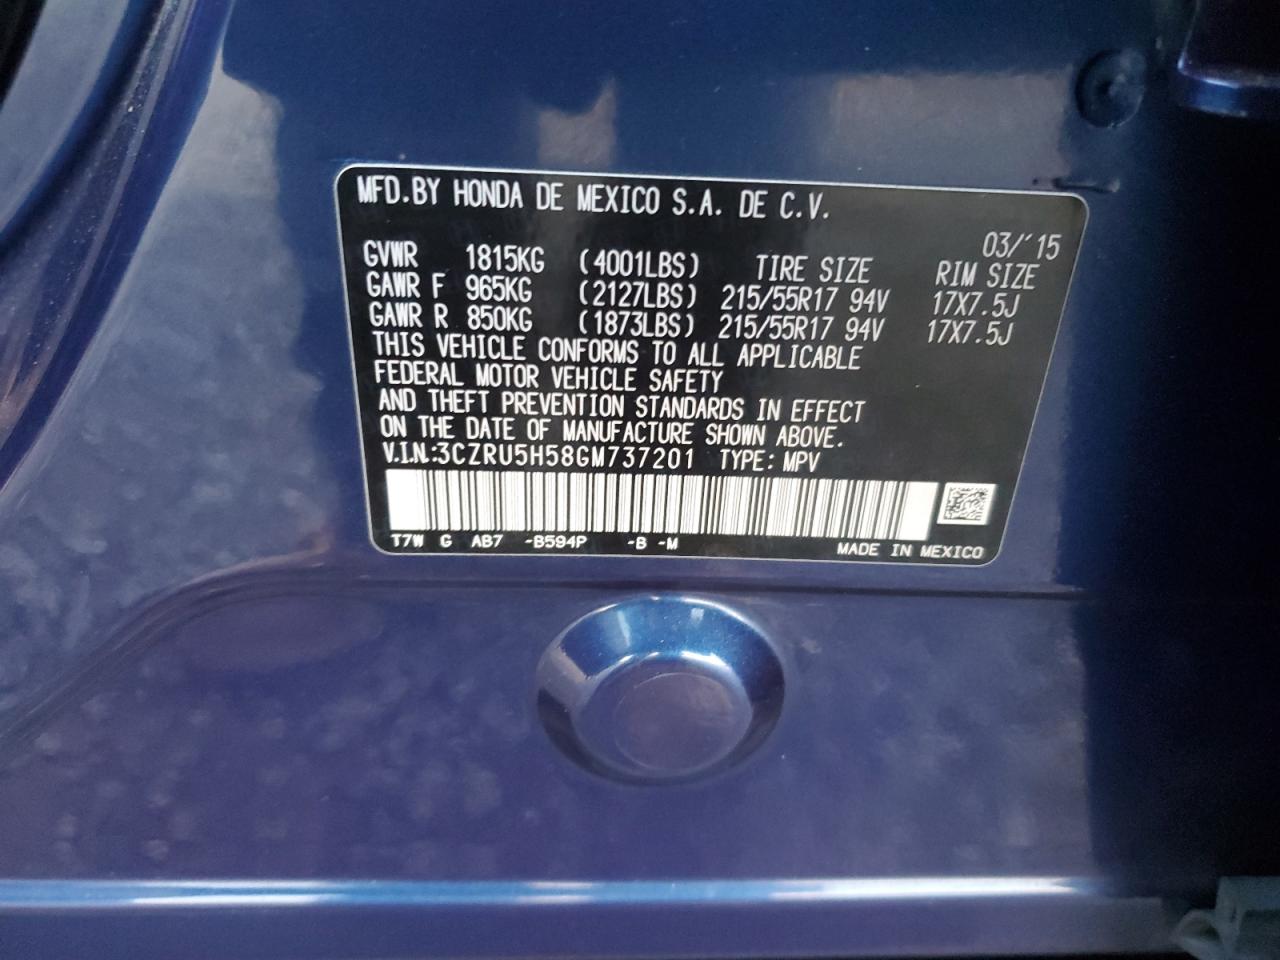 MFD.BY HONDA DE MEXICO S.A. DE C.V.
03/'15
GVWR 1815KG (4001LBS) TIRE SIZE RIM SIZE
GAWR F 965KG (2127LBS) 215/55R17 94V 17X7.5J
GAWR R 850KG (1873LBS) 215/55R17 94V 17X7.5J
THIS VEHICLE CONFORMS TO ALL APPLICABLE
FEDERAL MOTOR VEHICLE SAFETY
AND THEFT PREVENTION STANDARDS IN EFFECT
ON THE DATE OF MANUFACTURE SHOWN ABOVE.
V.I.N.:3CZRU5H58GM737201 TYPE: MPV
T7W G AB7 -B594P -B -M MADE IN MEXICO